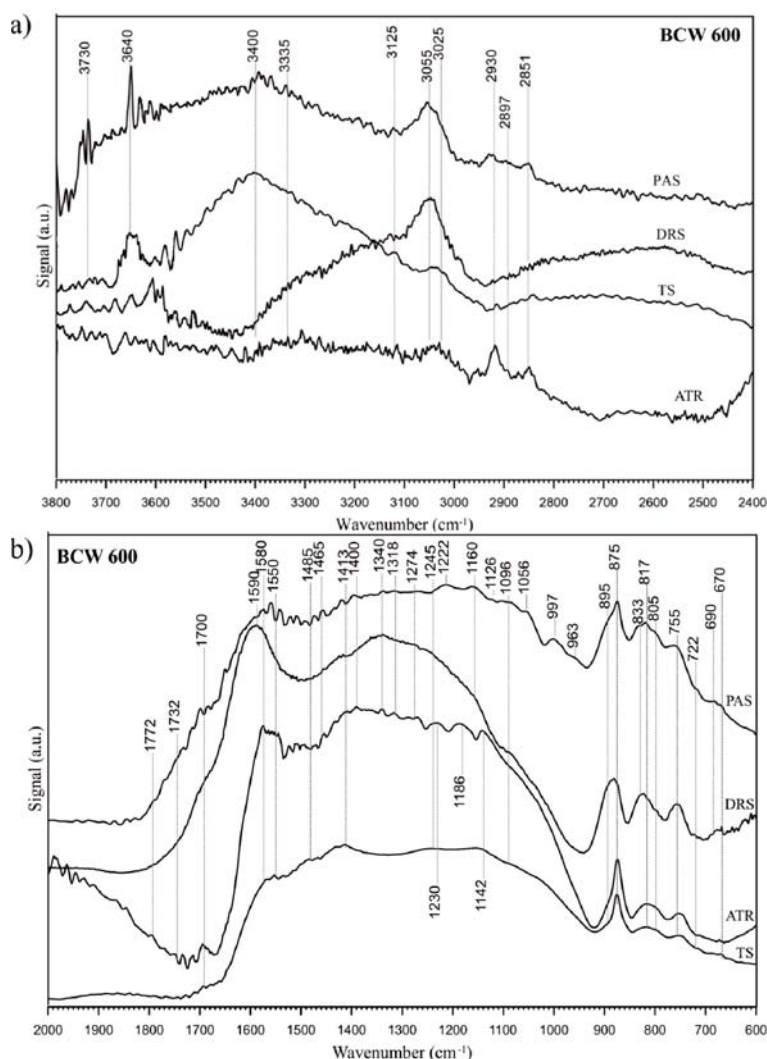 a)
BCW 600
3730
3640
3400
3335
3125
3055
3025
2930
2897
2851
PAS
DRS
TS
ATR
Signal (a.u.)
3800 3700 3600 3500 3400 3300 3200 3100 3000 2900 2800 2700 2600 2500 2400
Wavenumber (cm⁻¹)
b)
BCW 600
1772
1732
1700
1590
1580
1550
1485
1465
1413
1400
1340
1318
1274
1245
1222
1160
1126
1096
1056
997
963
895
875
833
817
805
755
722
690
670
1186
1230
1142
PAS
DRS
ATR
TS
Signal (a.u.)
2000 1900 1800 1700 1600 1500 1400 1300 1200 1100 1000 900 800 700 600
Wavenumber (cm⁻¹)